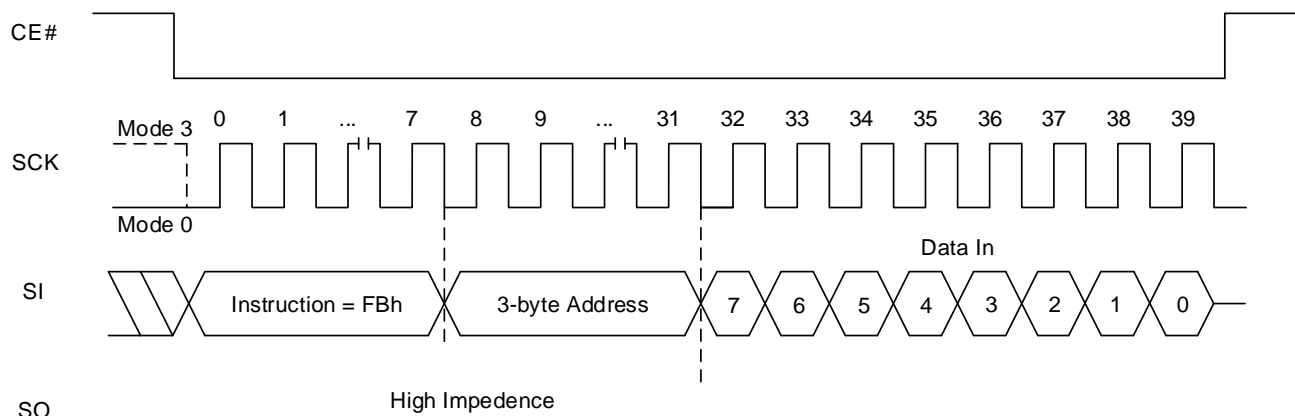 CE#
Mode 3
0 1 ... 7 8 9 ... 31 32 33 34 35 36 37 38 39
SCK
Mode 0
Data In
SI
Instruction = FBh 3-byte Address 7 6 5 4 3 2 1 0
High Impedence
SO